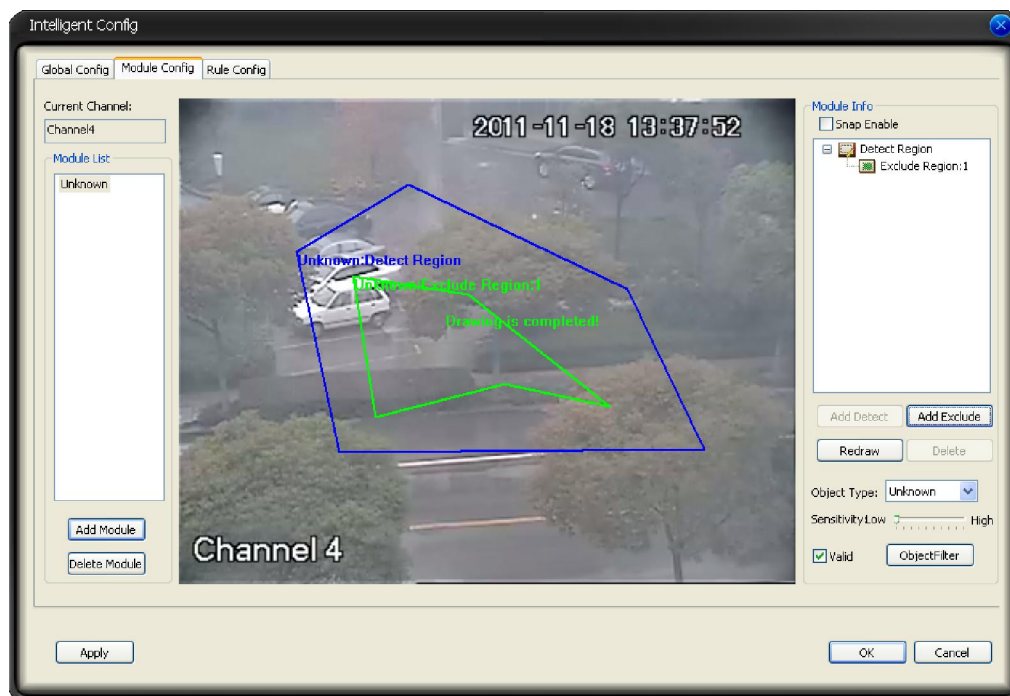 Intelligent Config
Global Config Module Config Rule Config
Current Channel:
Channel4
Module List
Unknown
Add Module
Delete Module
2011-11-18 13:37:52
Unknown:Detect Region
Unknown:Exclude Region:1
Drawing is completed!
Channel 4
Module Info
Snap Enable
Detect Region
Exclude Region:1
Add Detect Add Exclude
Redraw Delete
Object Type: Unknown
Sensitivity Low High
Valid ObjectFilter
Apply OK Cancel